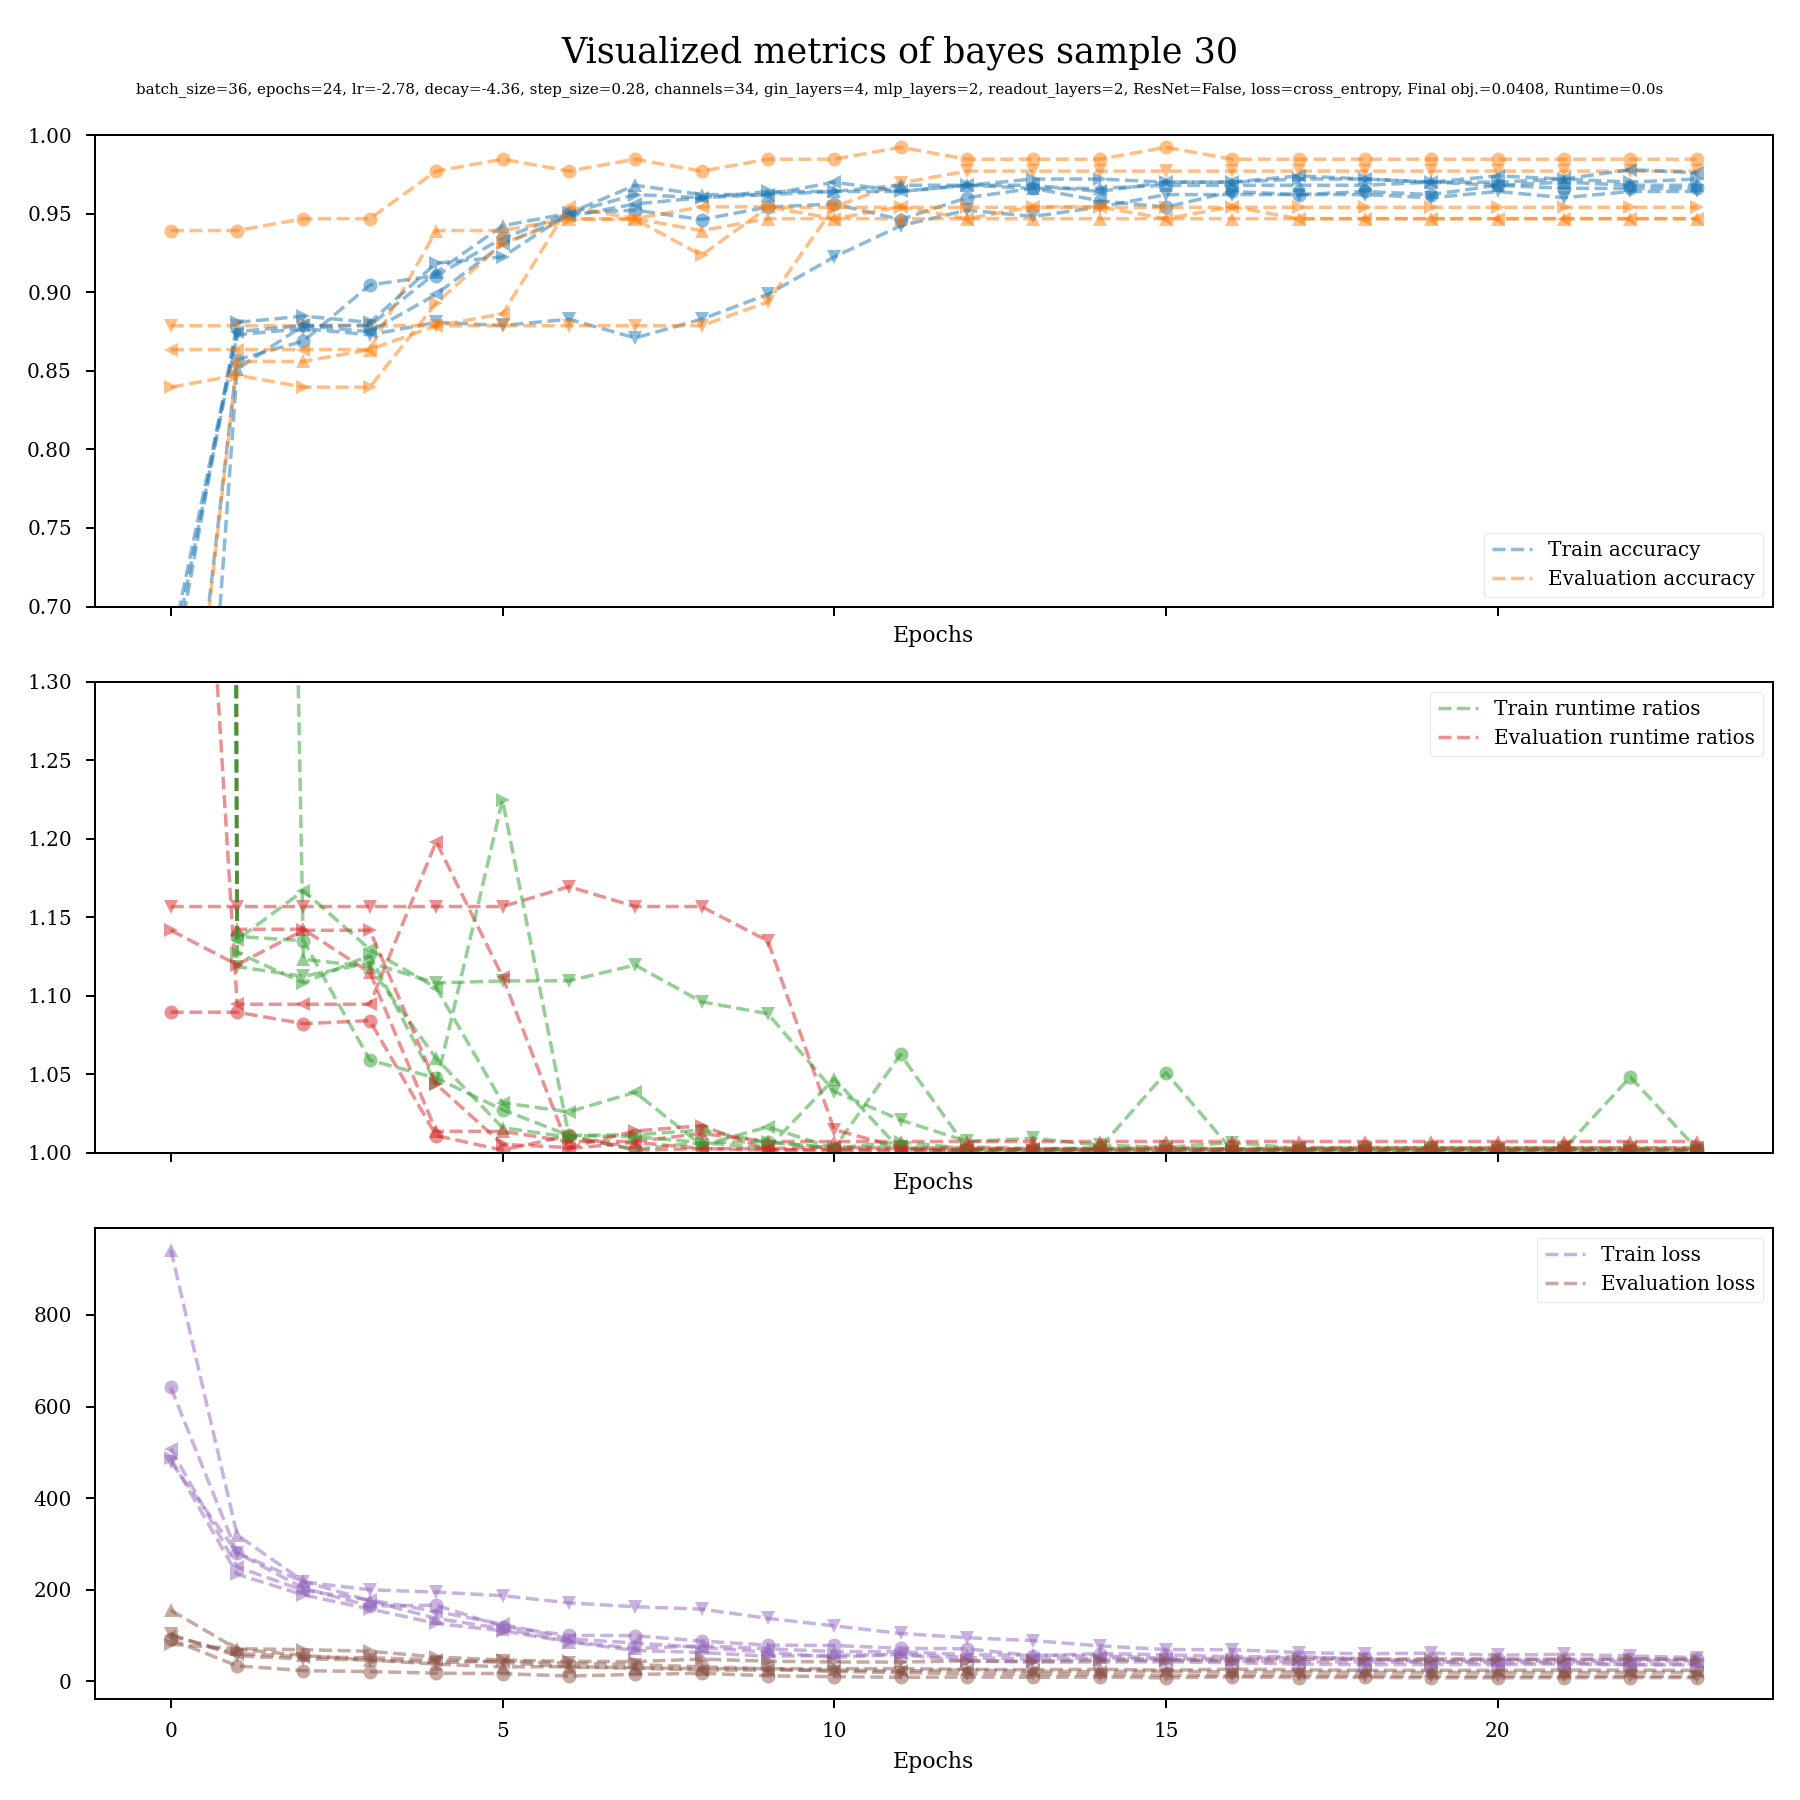 Visualized metrics of bayes sample 30
batch_size=36, epochs=24, lr=-2.78, decay=-4.36, step_size=0.28, channels=34, gin_layers=4, mlp_layers=2, readout_layers=2, ResNet=False, loss=cross_entropy, Final obj.=0.0408, Runtime=0.0s
1.00
0.95
0.90
0.85
0.80
0.75
0.70
Train accuracy
Evaluation accuracy
Epochs
1.30
1.25
1.20
1.15
1.10
1.05
1.00
Train runtime ratios
Evaluation runtime ratios
Epochs
800
600
400
200
0
Train loss
Evaluation loss
0 5 10 15 20
Epochs